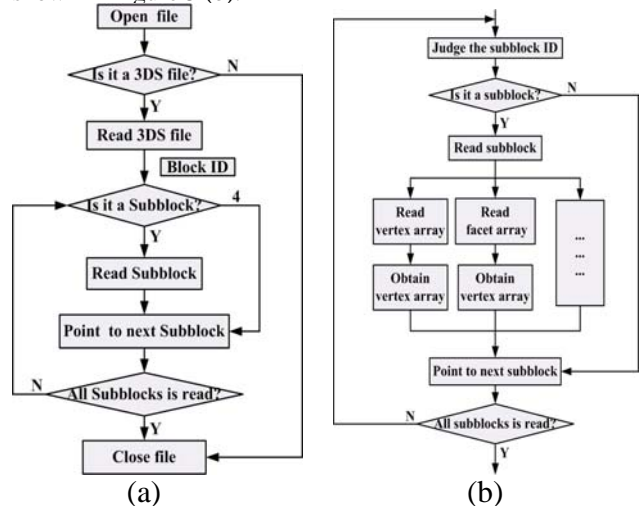 Open file
Is it a 3DS file?
N
Y
Read 3DS file
Block ID
Is it a Subblock?
4
Y
Read Subblock
Point to next Subblock
N
All Subblocks is read?
Y
Close file
(a)
Judge the subblock ID
Is it a subblock?
N
Y
Read subblock
Read
vertex array
Read
facet array
...
...
...
Obtain
vertex array
Obtain
vertex array
Point to next subblock
N
All subblocks is read?
Y
(b)